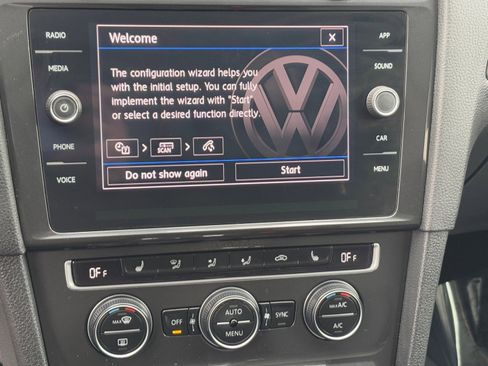 RADIO
MEDIA
PHONE
VOICE
Welcome
X
The configuration wizard helps you
with the initial setup. You can fully
implement the wizard with "Start"
or select a desired function directly.
SCAN
Do not show again
Start
APP
SOUND
CAR
MENU
OFF
OFF
MAX
OFF
AUTO
MENU
SYNC
MAX A/C
A/C